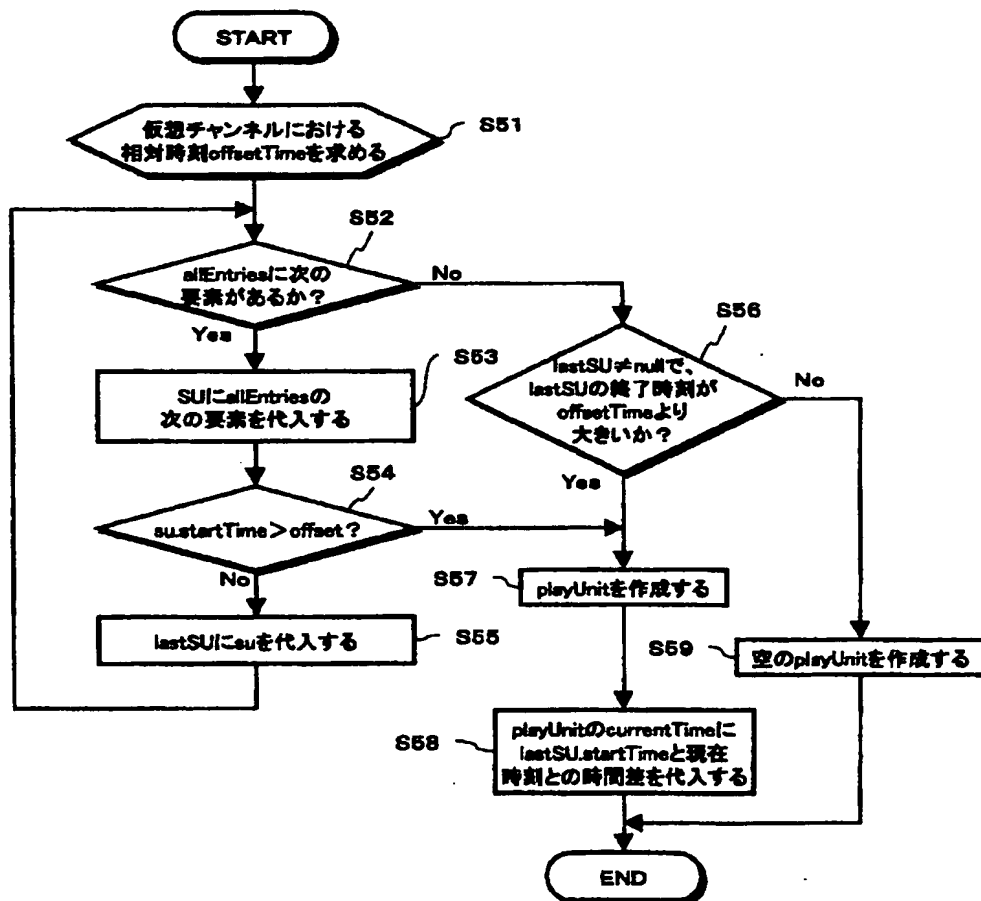 START
仮想チャンネルにおける
相対時刻offsetTimeを求める
S51
allEntriesに次の
要素があるか？
S52
No
Yes
SUにallEntriesの
次の要素を代入する
S53
su.startTime＞offset？
S54
Yes
No
lastSUにsuを代入する
S55
lastSU≠nullで、
lastSUの終了時刻が
offsetTimeより
大きいか？
S56
No
Yes
S57
playUnitを作成する
S59
空のplayUnitを作成する
S58
playUnitのcurrentTimeに
lastSU.startTimeと現在
時刻との時間差を代入する
END